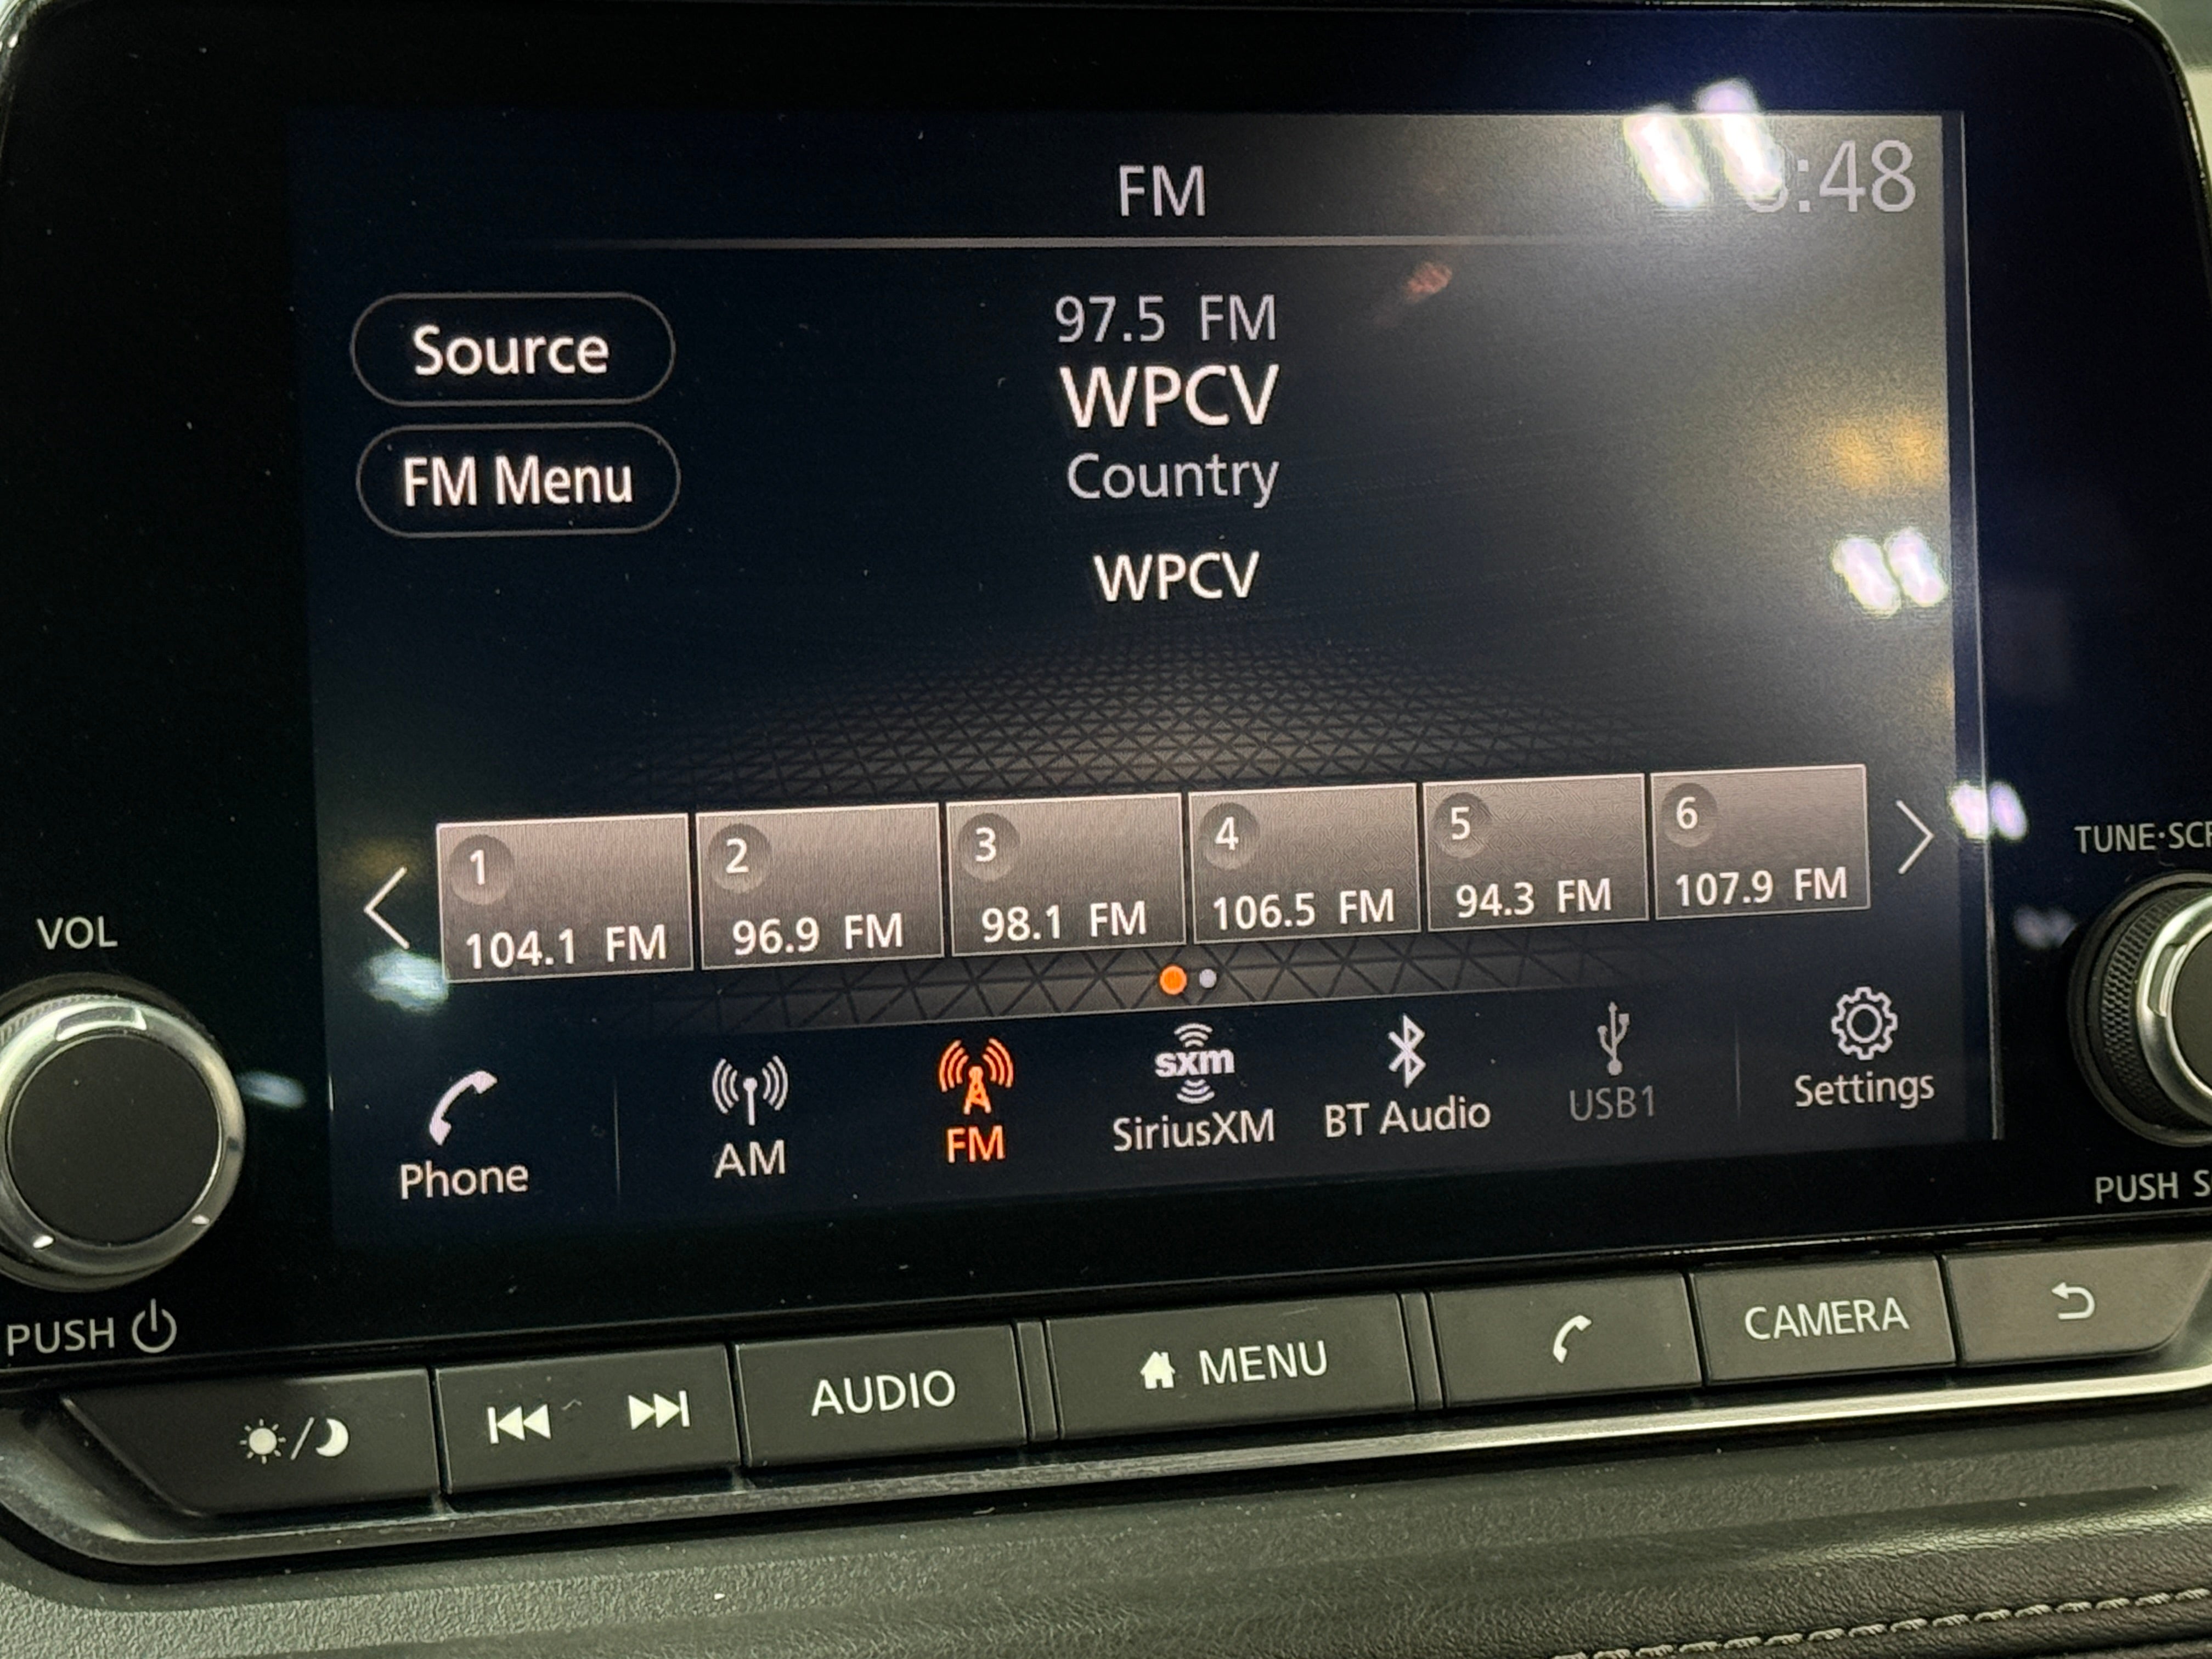 FM
:48
Source
97.5 FM
WPCV
FM Menu
Country
WPCV
1
104.1 FM
2
96.9 FM
3
98.1 FM
4
106.5 FM
5
94.3 FM
6
107.9 FM
VOL
PUSH
Phone
AM
FM
sxm
SiriusXM
BT Audio
USB1
Settings
TUNE
PUSH
AUDIO
MENU
CAMERA